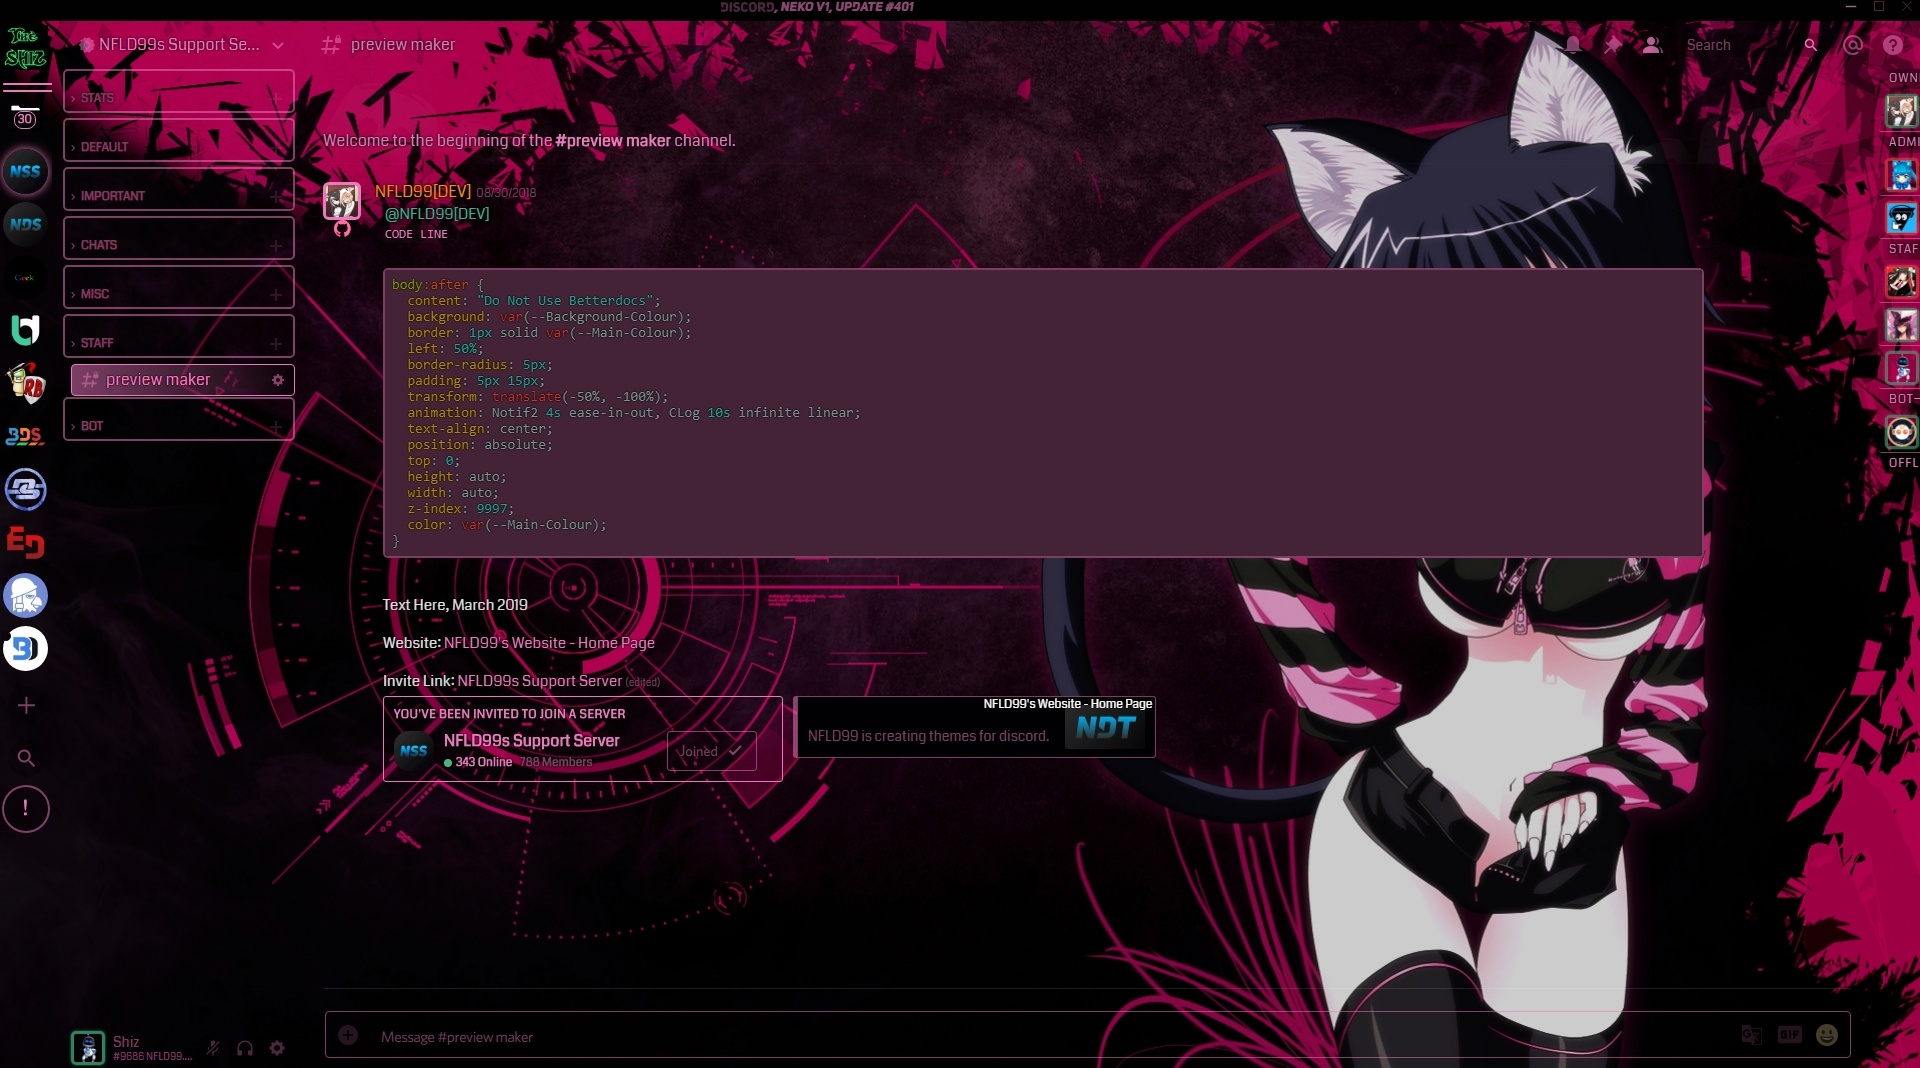 DISCORD, NEKO V1, UPDATE #401
The
SHIZ
NFLD99s Support Se...
preview maker
Search
STATS
30
DEFAULT
IMPORTANT
CHATS
MISC
STAFF
preview maker
BOT
NSS
NDS
Geek
RB
BDS
ED
Welcome to the beginning of the #preview maker channel.
NFLD99[DEV] 08/30/2018
@NFLD99[DEV]
CODE LINE
body:after {
content: "Do Not Use Betterdocs";
background: var(--Background-Colour);
border: 1px solid var(--Main-Colour);
left: 50%;
border-radius: 5px;
padding: 5px 15px;
transform: translate(-50%, -100%);
animation: Notif2 4s ease-in-out, CLog 10s infinite linear;
text-align: center;
position: absolute;
top: 0;
height: auto;
width: auto;
z-index: 9997;
color: var(--Main-Colour);
}
Text Here, March 2019
Website: NFLD99's Website - Home Page
Invite Link: NFLD99s Support Server (edited)
YOU'VE BEEN INVITED TO JOIN A SERVER
NSS
NFLD99s Support Server
343 Online 788 Members
Joined
NFLD99's Website - Home Page
NFLD99 is creating themes for discord.
NDT
OWN
ADMI
STAF
BOT-
OFFL
Shiz
#9686 NFLD99....
Message #preview maker
GIF